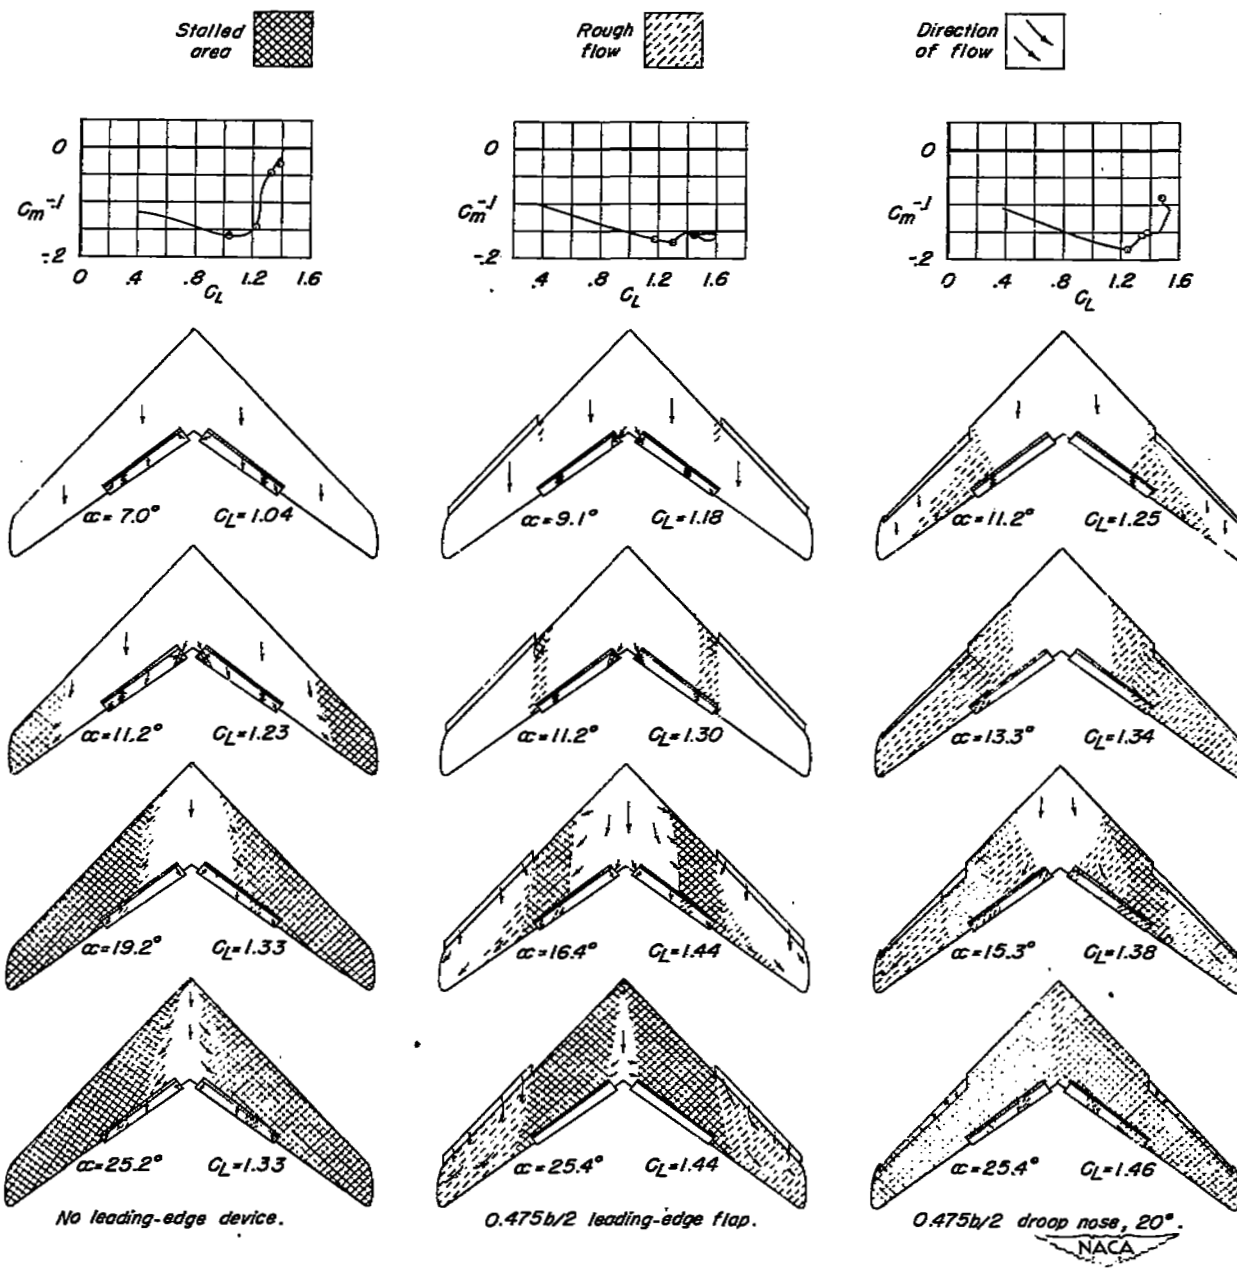 Stalled area
Rough flow
Direction of flow
0
-.1
-.2
Cm
0 .4 .8 1.2 1.6
CL
0
-.1
-.2
Cm
.4 .8 1.2 1.6
CL
0
-.1
-.2
Cm
0 .4 .8 1.2 1.6
CL
α=7.0° CL=1.04
α=9.1° CL=1.18
α=11.2° CL=1.25
α=11.2° CL=1.23
α=11.2° CL=1.30
α=13.3° CL=1.34
α=19.2° CL=1.33
α=16.4° CL=1.44
α=15.3° CL=1.38
α=25.2° CL=1.33
α=25.4° CL=1.44
α=25.4° CL=1.46
No leading-edge device.
0.475b/2 leading-edge flap.
0.475b/2 droop nose, 20°.
NACA